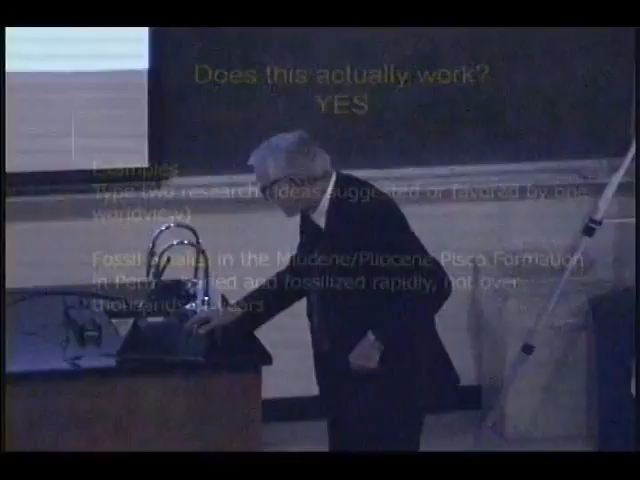 Does this actually work?
YES
Examples
Type two research (Ideas suggested or favored by one
worldview)
Fossil whales in the Miocene/Pliocene Pisco Formation
in Peru buried and fossilized rapidly, not over
thousands of years